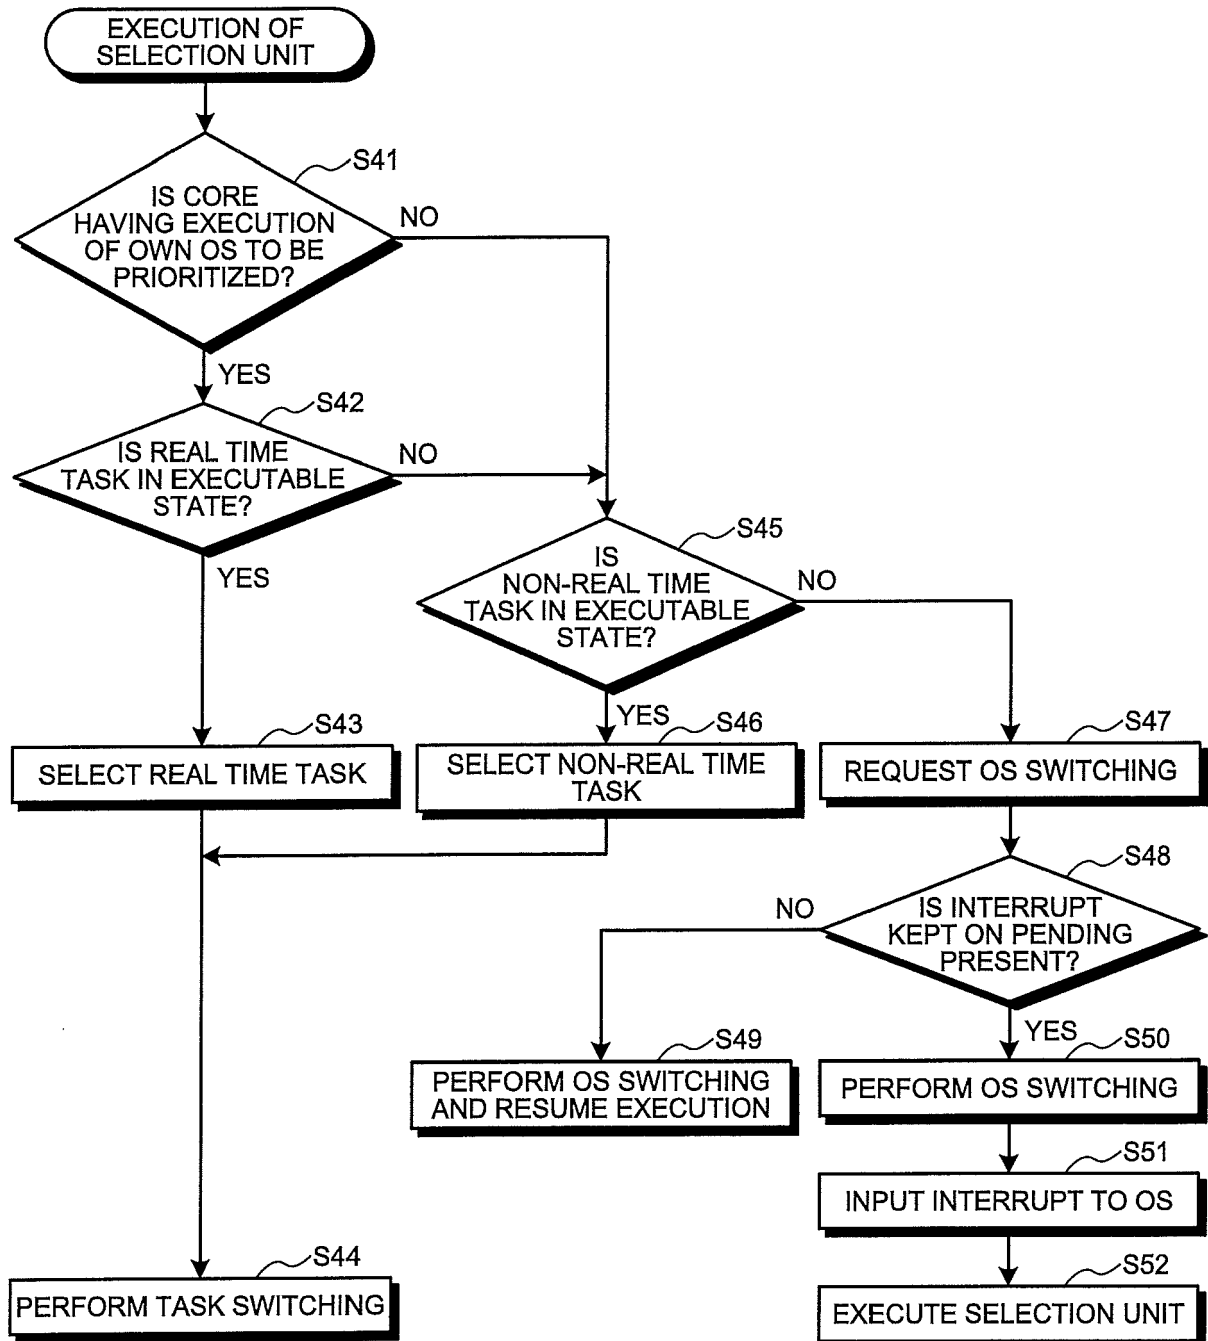 EXECUTION OF
SELECTION UNIT
S41
IS CORE
HAVING EXECUTION
OF OWN OS TO BE
PRIORITIZED?
NO
YES
S42
IS REAL TIME
TASK IN EXECUTABLE
STATE?
NO
YES
S45
IS
NON-REAL TIME
TASK IN EXECUTABLE
STATE?
NO
YES
S43
SELECT REAL TIME TASK
S46
SELECT NON-REAL TIME
TASK
S47
REQUEST OS SWITCHING
S48
IS INTERRUPT
KEPT ON PENDING
PRESENT?
NO
YES
S49
PERFORM OS SWITCHING
AND RESUME EXECUTION
S50
PERFORM OS SWITCHING
S51
INPUT INTERRUPT TO OS
S44
PERFORM TASK SWITCHING
S52
EXECUTE SELECTION UNIT